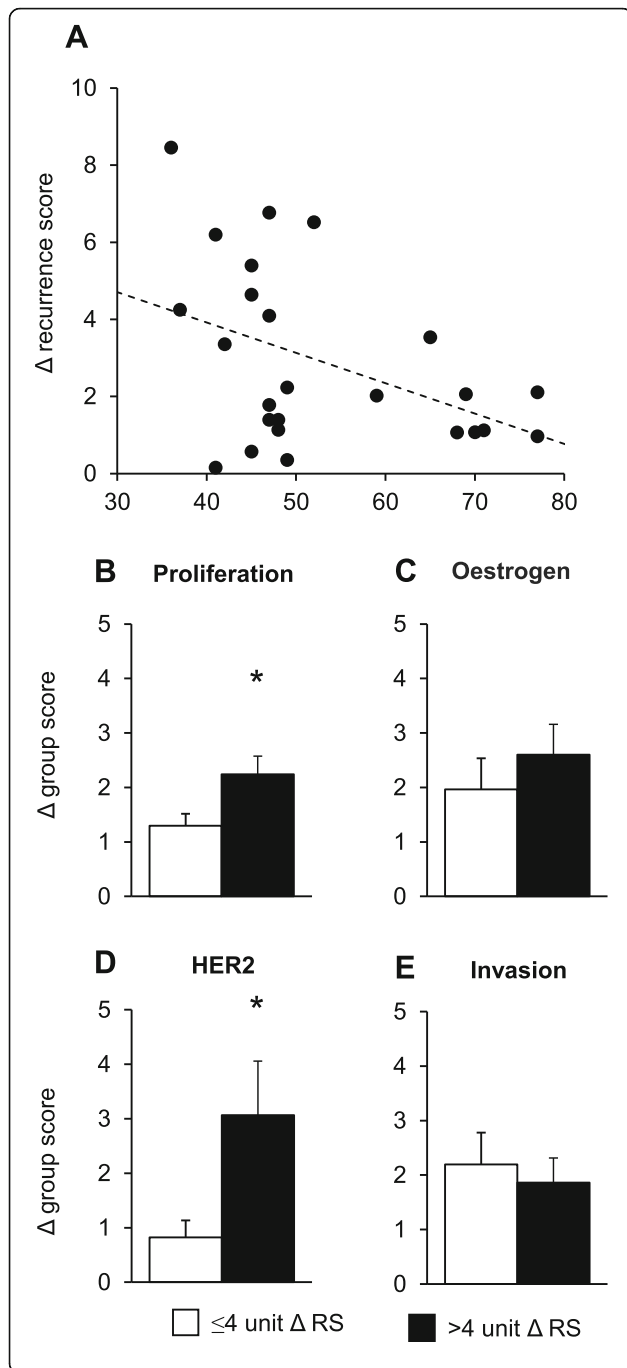 A
10
8
6
4
2
0
Δ recurrence score
30 40 50 60 70 80
B Proliferation
5
4
3
2
1
0
Δ group score
*
C Oestrogen
5
4
3
2
1
0
D HER2
5
4
3
2
1
0
Δ group score
*
E Invasion
5
4
3
2
1
0
≤4 unit Δ RS
>4 unit Δ RS